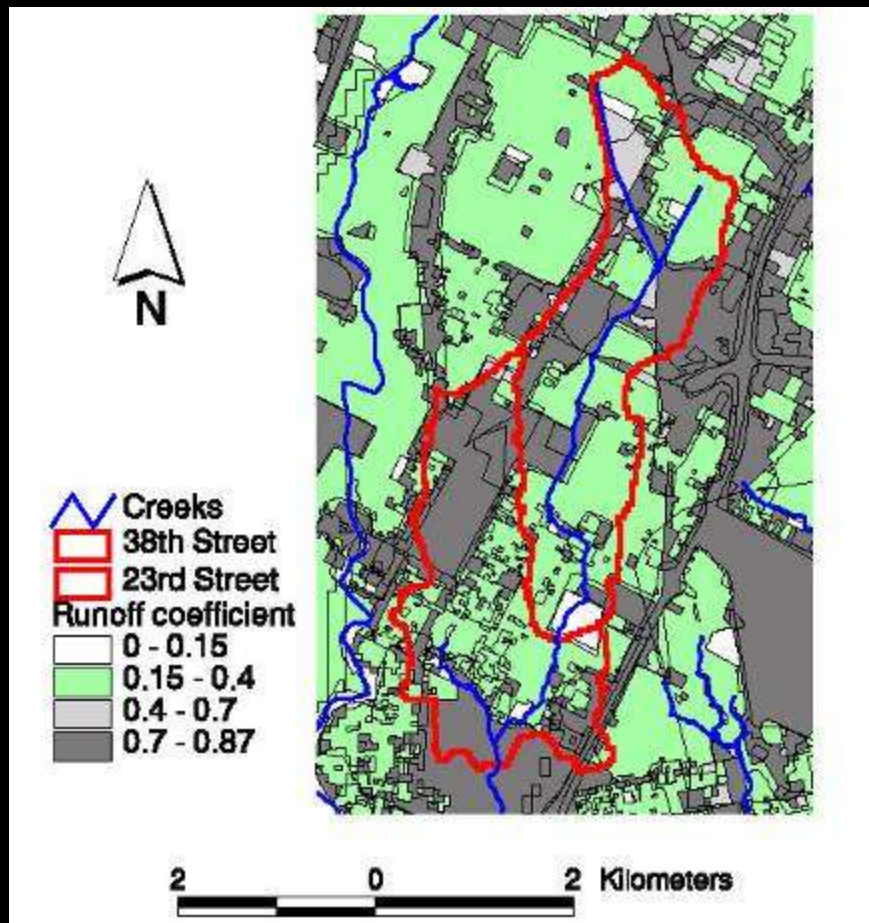 N
Creeks
38th Street
23rd Street
Runoff coefficient
0 - 0.15
0.15 - 0.4
0.4 - 0.7
0.7 - 0.87
2 0 2 Kilometers